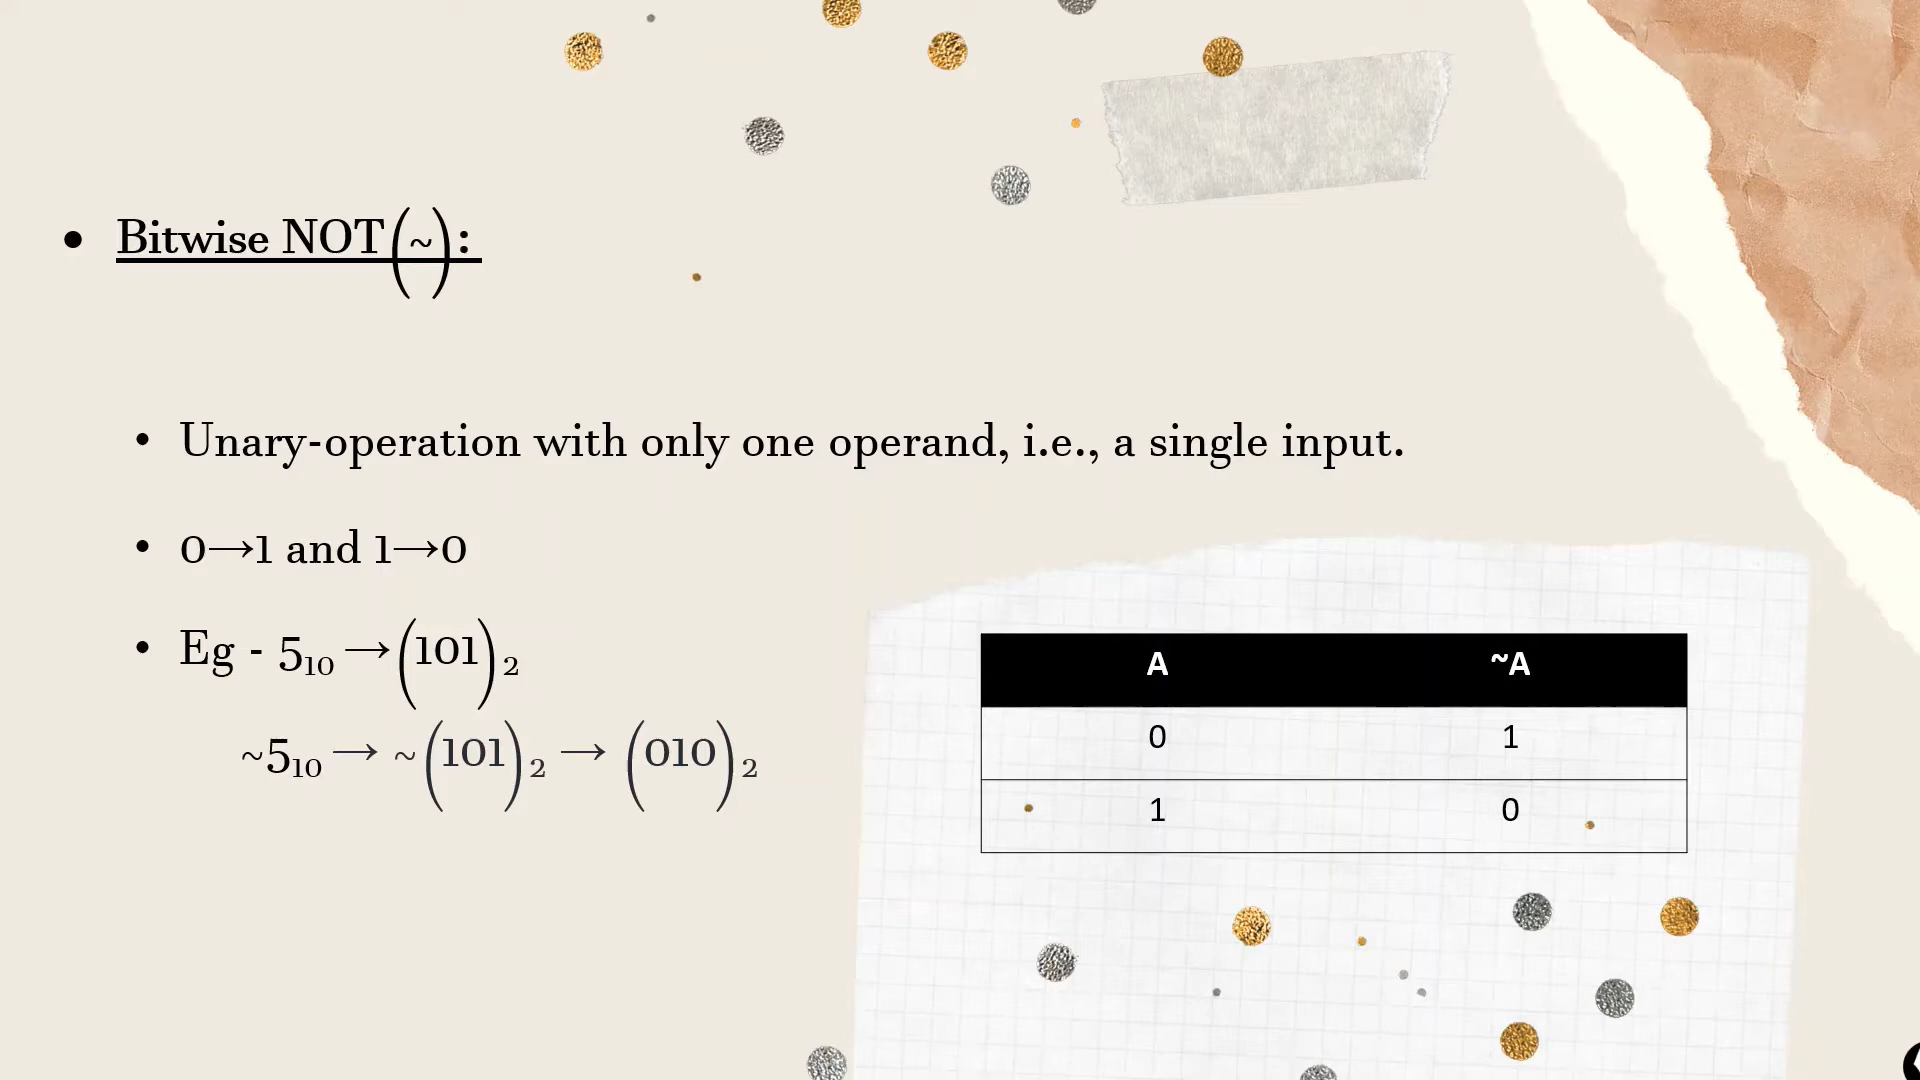 • Bitwise NOT(~):
• Unary-operation with only one operand, i.e., a single input.
• 0→1 and 1→0
• Eg - 5₁₀ →(101)₂
~5₁₀ → ~(101)₂ → (010)₂
A ~A
0 1
1 0